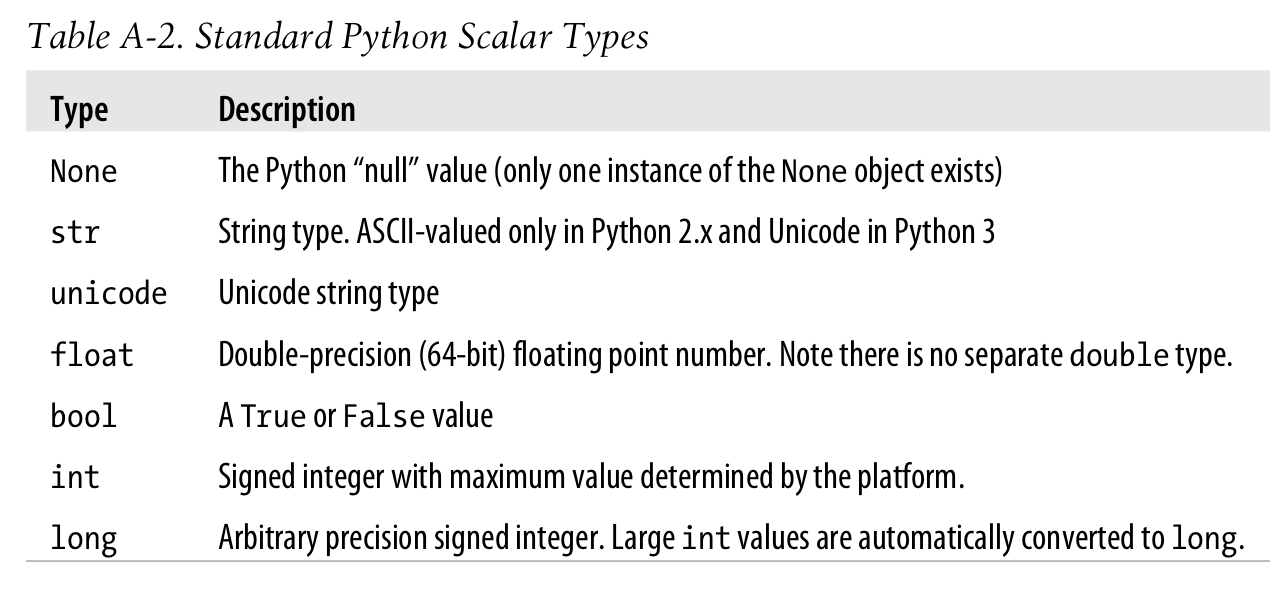 Table A-2. Standard Python Scalar Types
Type Description
None The Python “null” value (only one instance of the None object exists)
str String type. ASCII-valued only in Python 2.x and Unicode in Python 3
unicode Unicode string type
float Double-precision (64-bit) floating point number. Note there is no separate double type.
bool A True or False value
int Signed integer with maximum value determined by the platform.
long Arbitrary precision signed integer. Large int values are automatically converted to long.